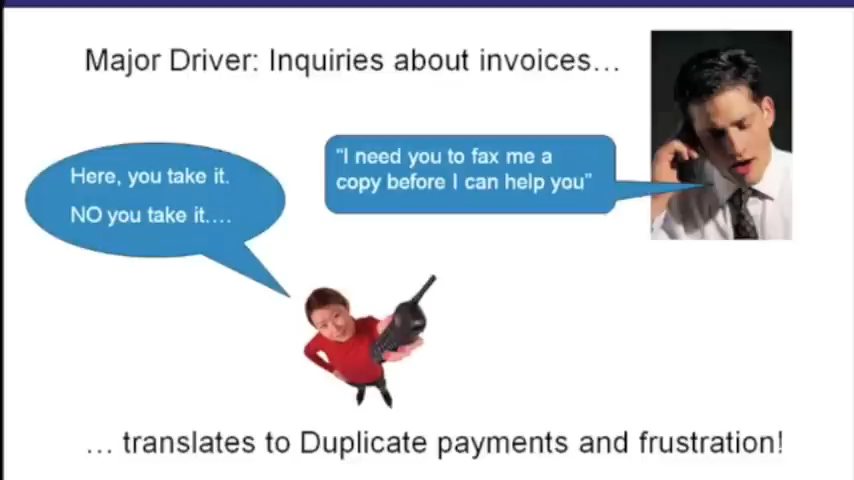 Major Driver: Inquiries about invoices…
Here, you take it.
NO you take it….
"I need you to fax me a
copy before I can help you"
… translates to Duplicate payments and frustration!